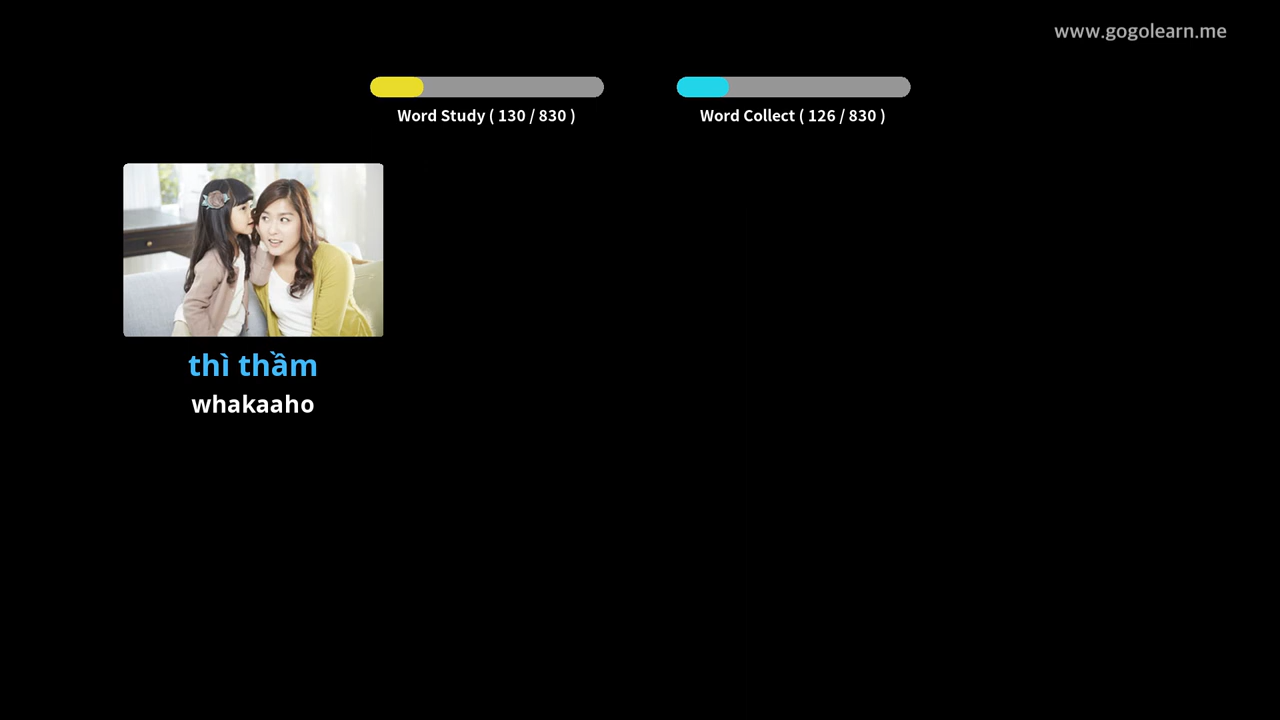 www.gogolearn.me
Word Study ( 130 / 830 )
Word Collect ( 126 / 830 )
thì thầm
whakaaho